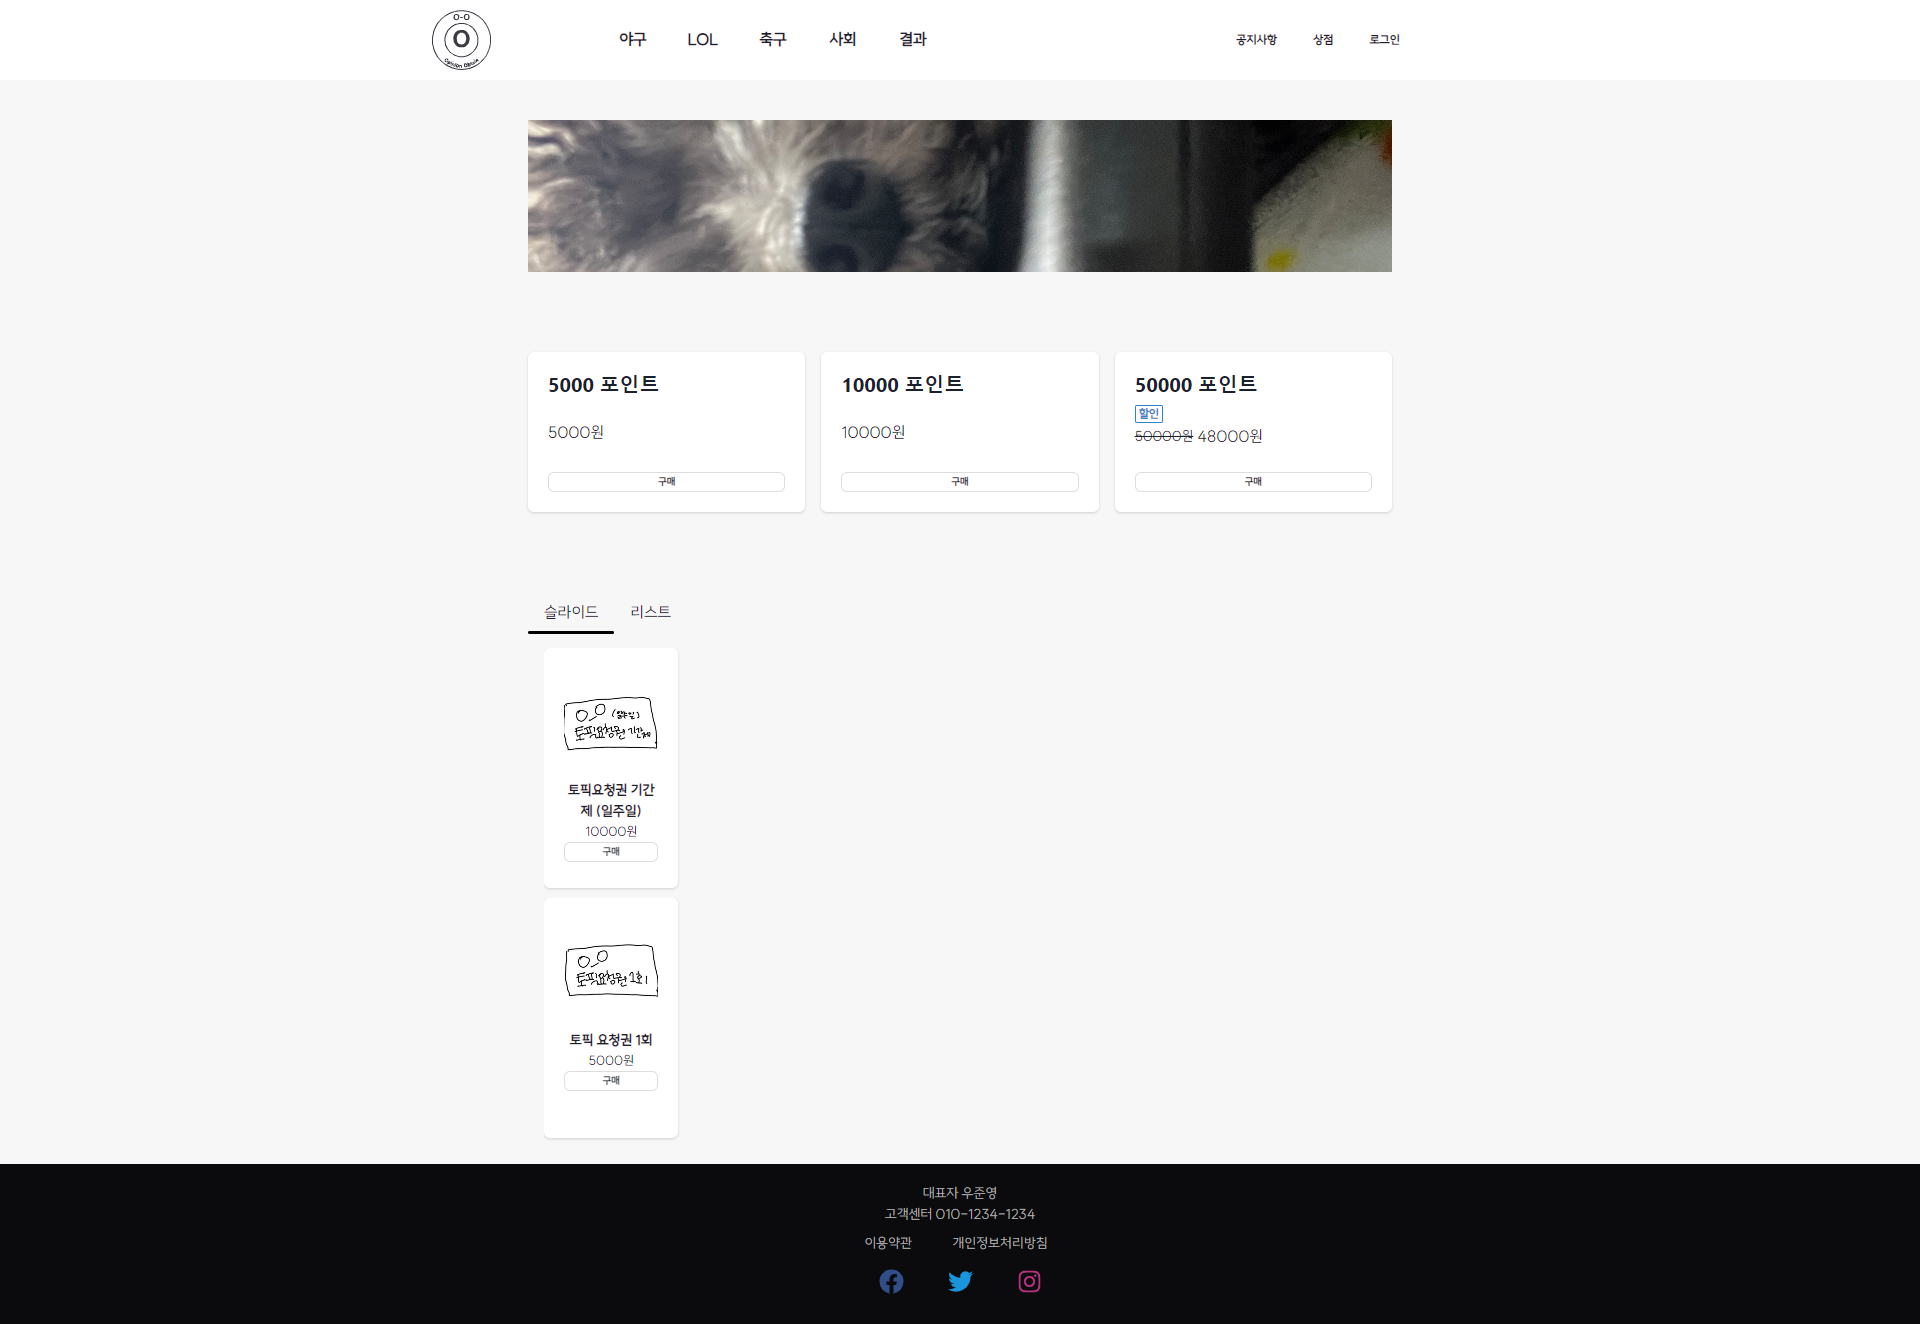 O-O
O
Opinion Debate
야구 LOL 축구 사회 결과
공지사항 상점 로그인
5000 포인트
5000원
구매
10000 포인트
10000원
구매
50000 포인트
할인
50000원 48000원
구매
슬라이드 리스트
(일주일)
토픽요청권 기간제
토픽요청권 기간
제 (일주일)
10000원
구매
토픽요청권 1회
토픽 요청권 1회
5000원
구매
대표자 우준영
고객센터 010-1234-1234
이용약관 개인정보처리방침